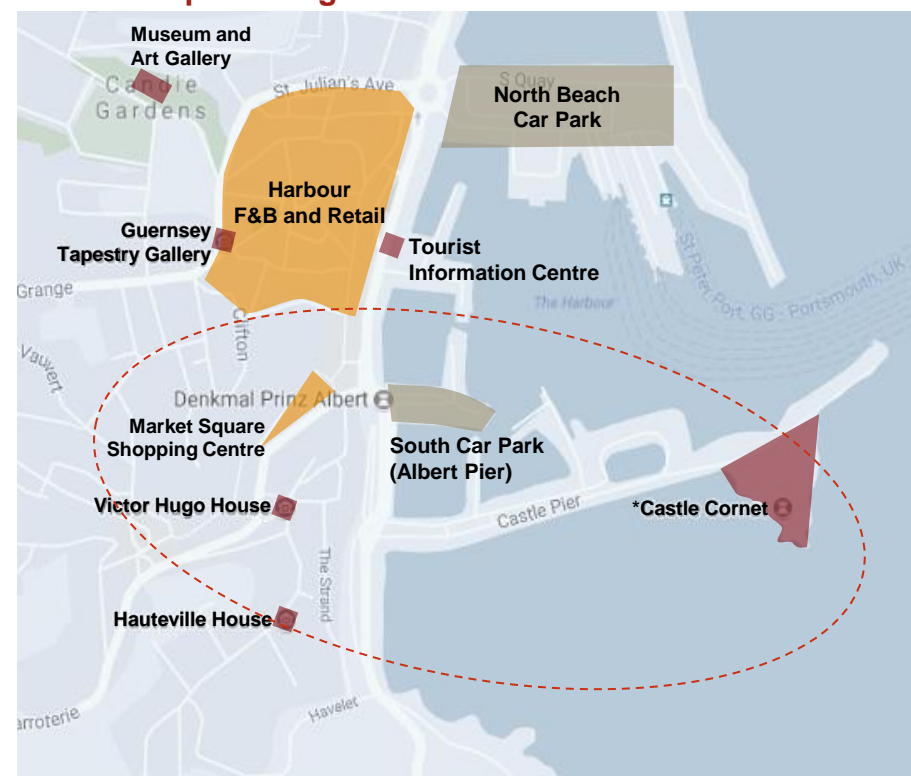 Museum and
Art Gallery
Candie
Gardens
St Julian's Ave
S Quay
North Beach
Car Park
Harbour
F&B and Retail
Guernsey
Tapestry Gallery
Tourist
Information Centre
Grange
Clifton
The Harbour
St Peter Port, GG - Portsmouth, UK
Vauvert
Denkmal Prinz Albert
Market Square
Shopping Centre
South Car Park
(Albert Pier)
Victor Hugo House
Castle Pier
*Castle Cornet
The Strand
Hauteville House
Havelet
arroterie